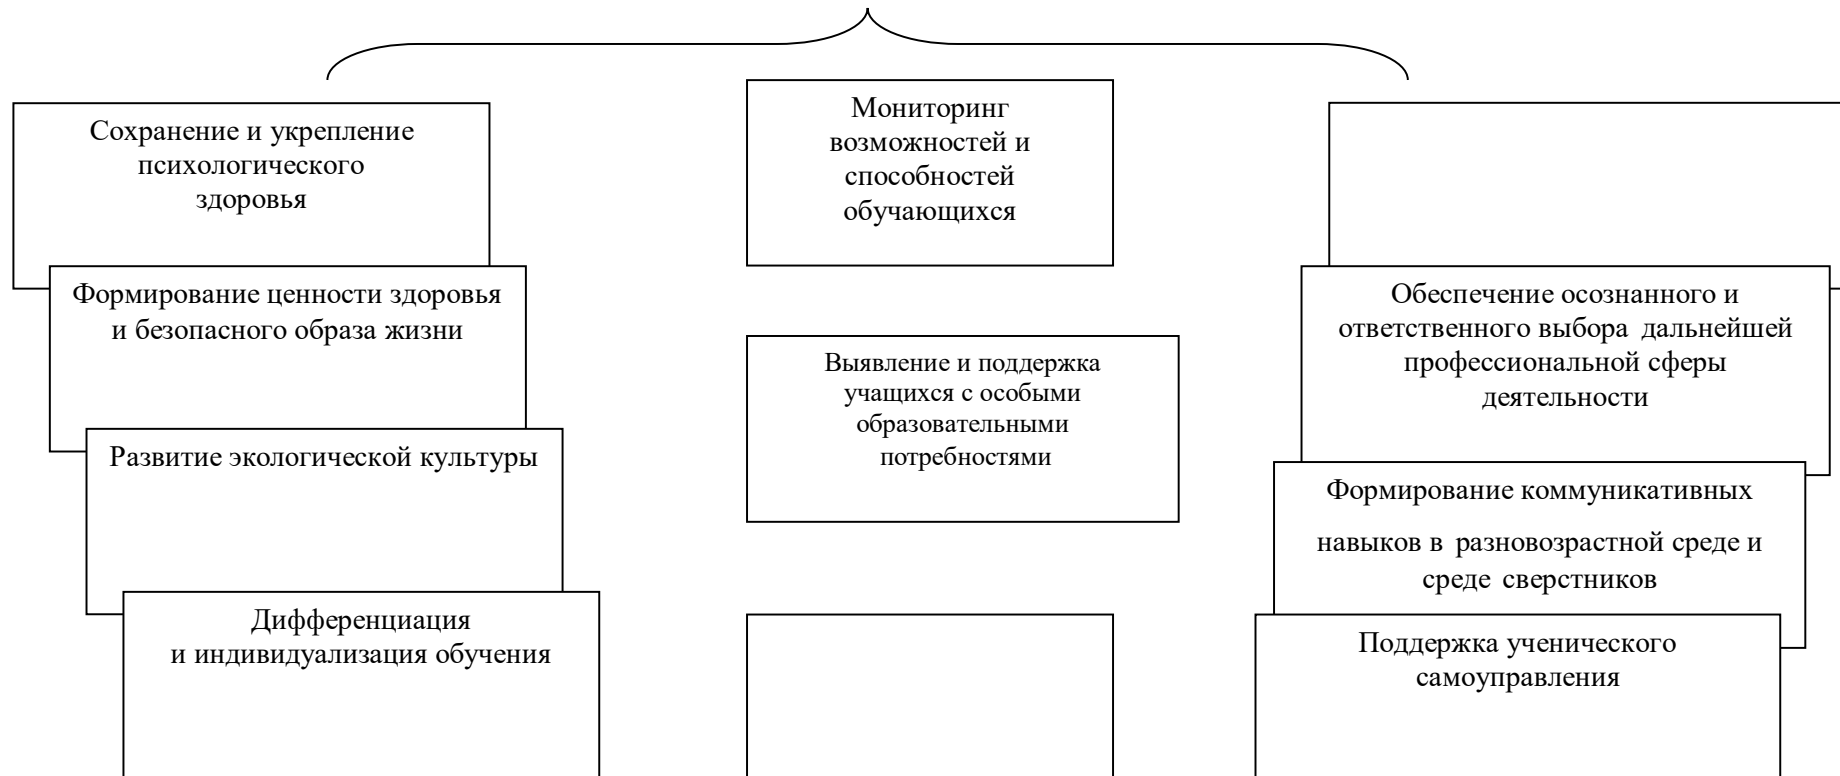 Сохранение и укрепление
психологического
здоровья
Формирование ценности здоровья
и безопасного образа жизни
Развитие экологической культуры
Дифференциация
и индивидуализация обучения
Мониторинг
возможностей и
способностей
обучающихся
Выявление и поддержка
учащихся с особыми
образовательными
потребностями
Обеспечение осознанного и
ответственного выбора дальнейшей
профессиональной сферы
деятельности
Формирование коммуникативных
навыков в разновозрастной среде и
среде сверстников
Поддержка ученического
самоуправления